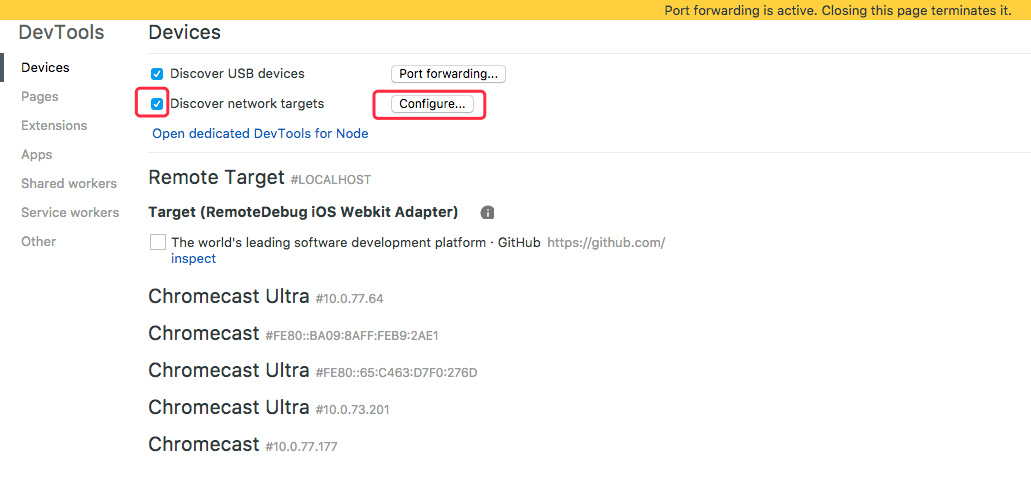 Port forwarding is active. Closing this page terminates it.
DevTools
Devices
Pages
Extensions
Apps
Shared workers
Service workers
Other
Devices
Discover USB devices Port forwarding...
Discover network targets Configure...
Open dedicated DevTools for Node
Remote Target #LOCALHOST
Target (RemoteDebug iOS Webkit Adapter)
The world's leading software development platform · GitHub https://github.com/
inspect
Chromecast Ultra #10.0.77.64
Chromecast #FE80::BA09:8AFF:FEB9:2AE1
Chromecast Ultra #FE80::65:C463:D7F0:276D
Chromecast Ultra #10.0.73.201
Chromecast #10.0.77.177